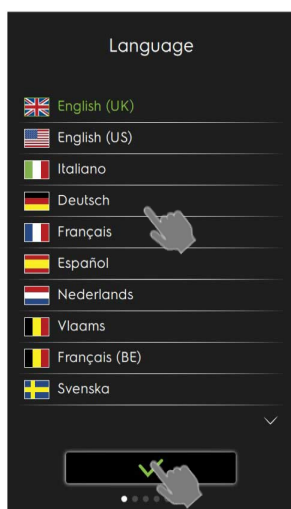 Language
English (UK)
English (US)
Italiano
Deutsch
Français
Español
Nederlands
Vlaams
Français (BE)
Svenska